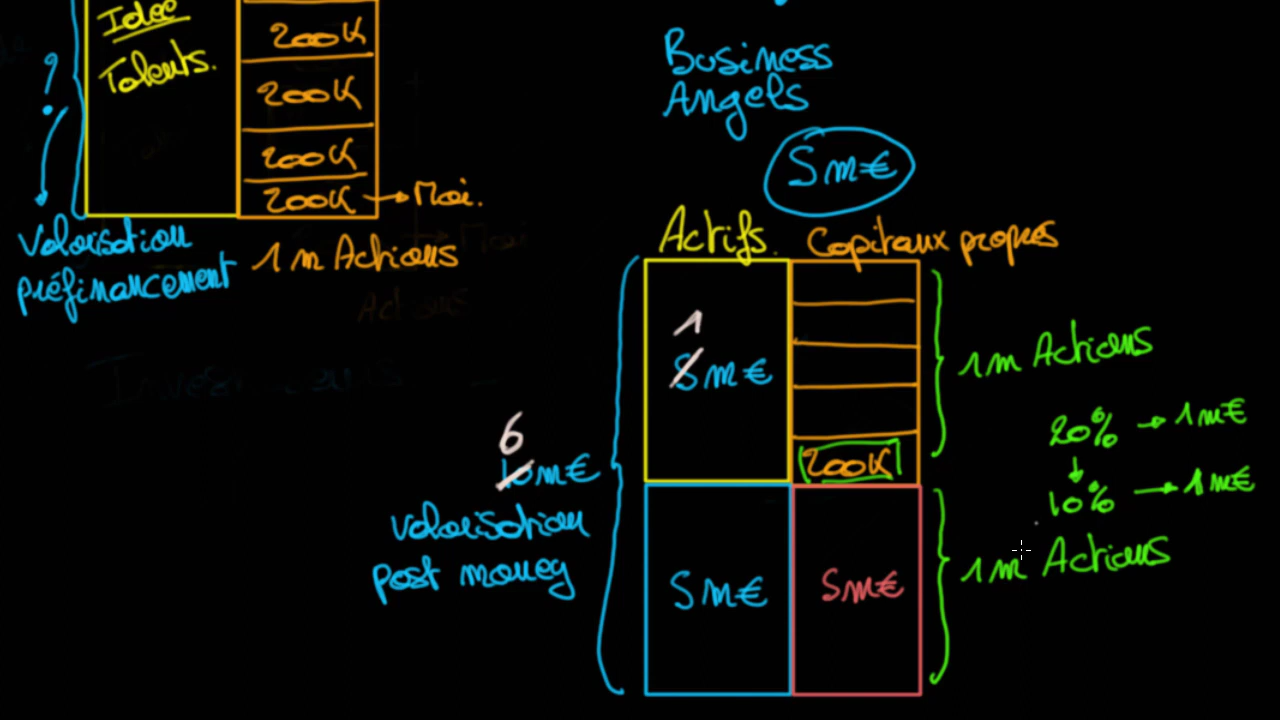 Idée
Talents.
200K
200K
200K
200K → Moi.
?
Valorisation
préfinancement
1m Actions
Business
Angels
5m€
Actifs.
Capitaux propres
1
5m€
200K
1m Actions
20% → 1m€
10% → 1m€
1m Actions
6
10m€
valorisation
post money
5m€
5m€